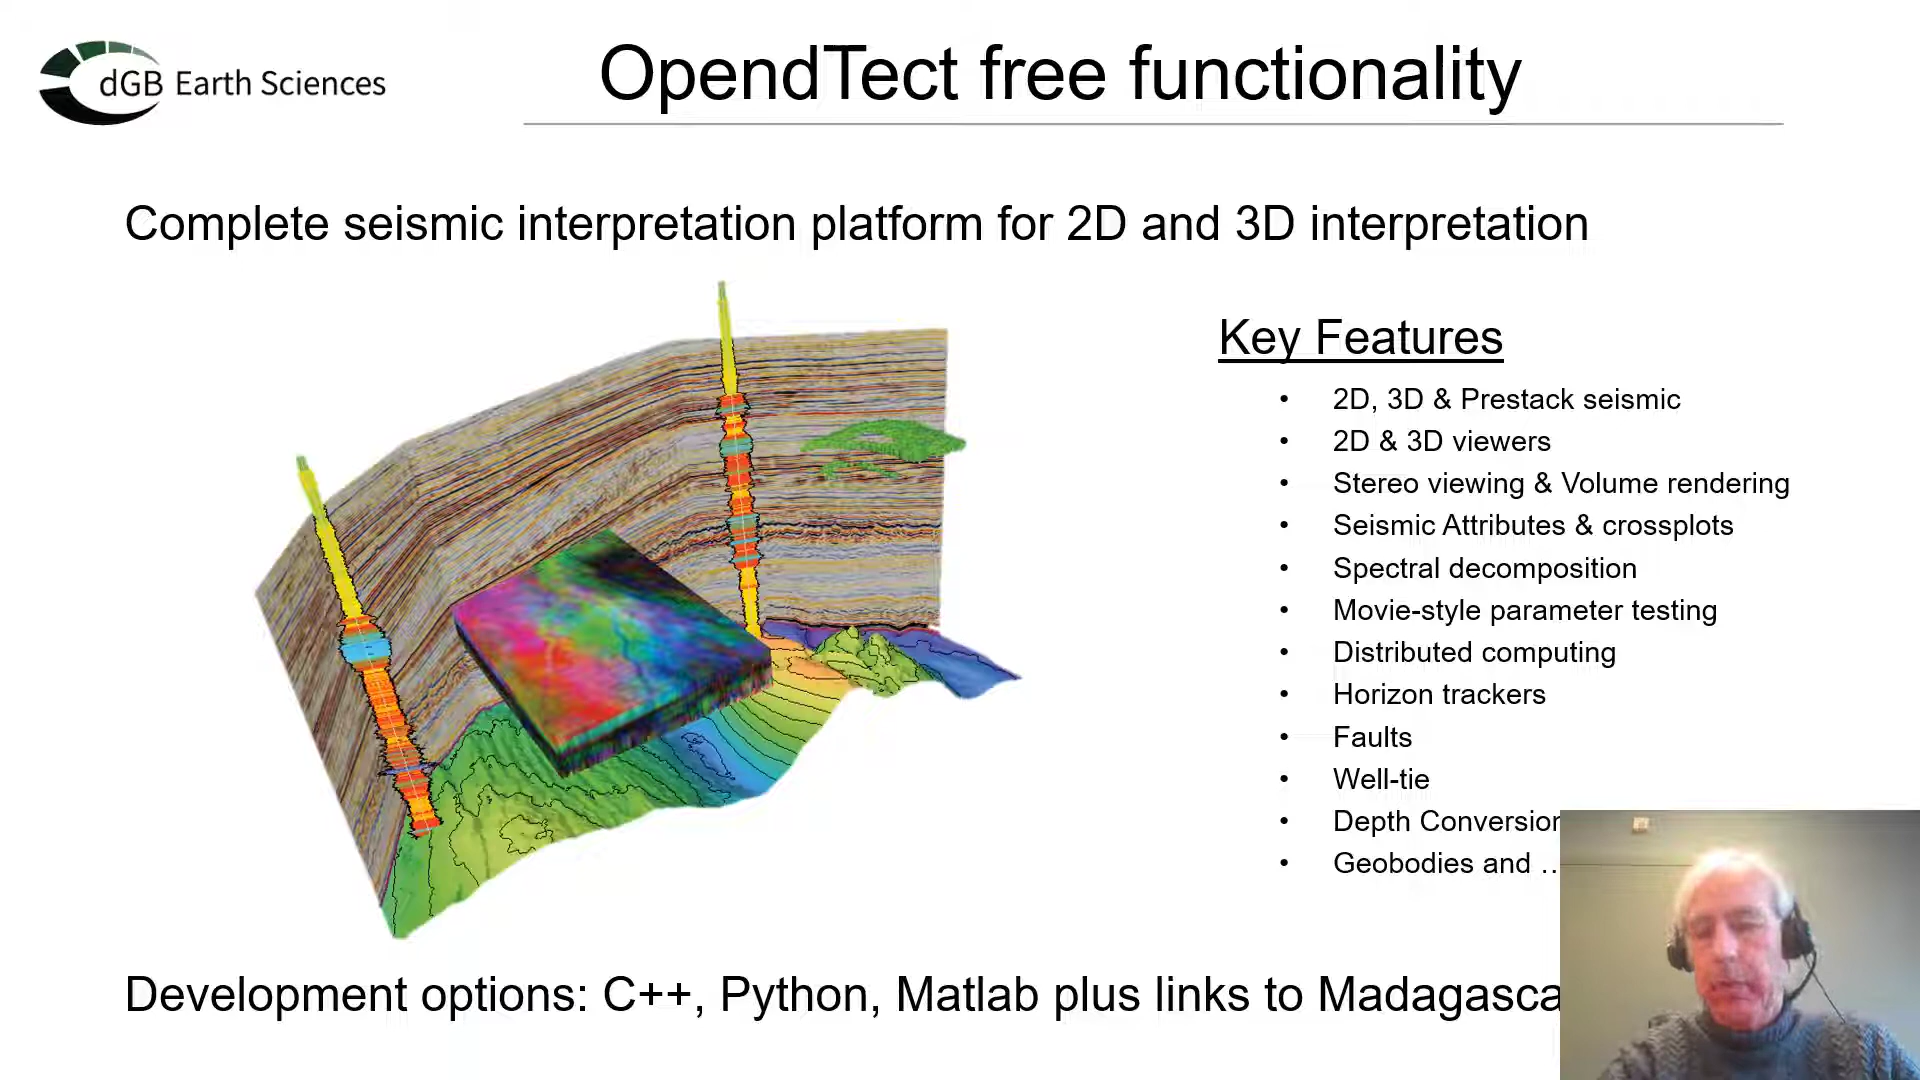 dGB Earth Sciences
OpendTect free functionality
Complete seismic interpretation platform for 2D and 3D interpretation
Key Features
• 2D, 3D & Prestack seismic
• 2D & 3D viewers
• Stereo viewing & Volume rendering
• Seismic Attributes & crossplots
• Spectral decomposition
• Movie-style parameter testing
• Distributed computing
• Horizon trackers
• Faults
• Well-tie
• Depth Conversion
• Geobodies and ..
Development options: C++, Python, Matlab plus links to Madagasca